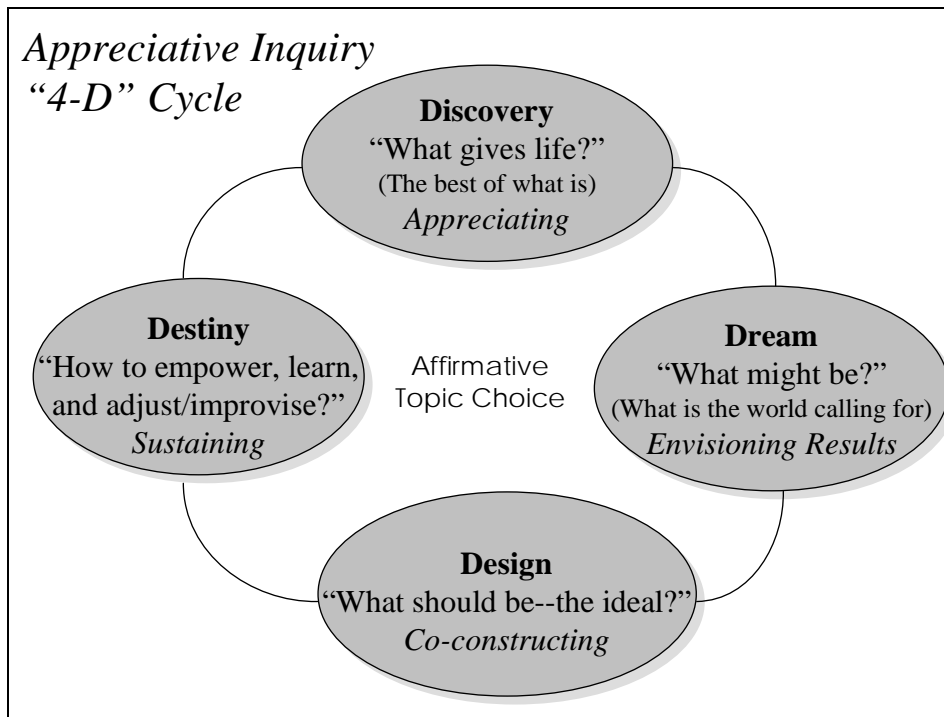 Appreciative Inquiry
“4-D” Cycle
Discovery
“What gives life?”
(The best of what is)
Appreciating
Dream
“What might be?”
(What is the world calling for)
Envisioning Results
Design
“What should be--the ideal?”
Co-constructing
Destiny
“How to empower, learn,
and adjust/improvise?”
Sustaining
Affirmative
Topic Choice